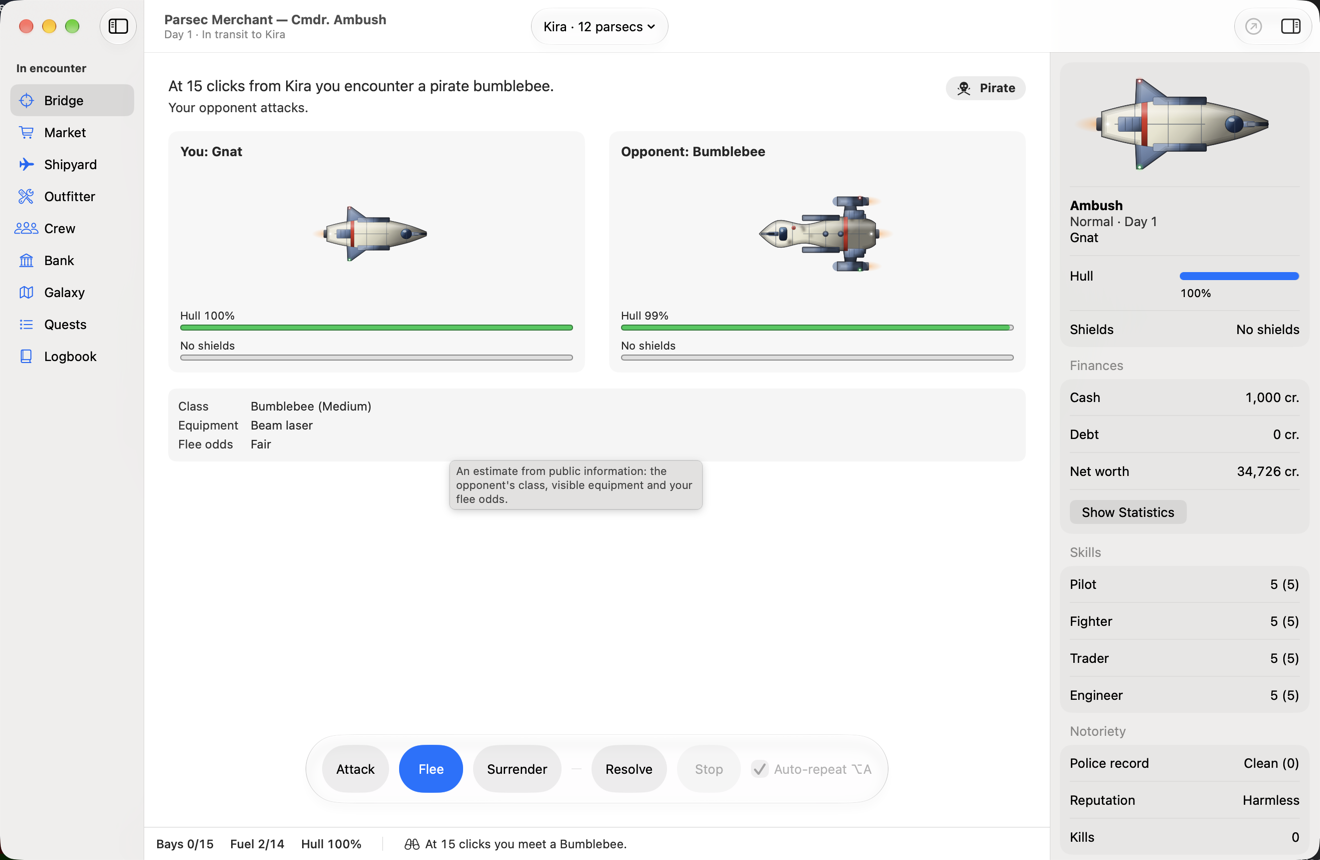 Parsec Merchant — Cmdr. Ambush
Day 1 · In transit to Kira
Kira · 12 parsecs
In encounter
Bridge
Market
Shipyard
Outfitter
Crew
Bank
Galaxy
Quests
Logbook
At 15 clicks from Kira you encounter a pirate bumblebee.
Your opponent attacks.
Pirate
You: Gnat
Hull 100%
No shields
Opponent: Bumblebee
Hull 99%
No shields
Class Bumblebee (Medium)
Equipment Beam laser
Flee odds Fair
An estimate from public information: the
opponent's class, visible equipment and your
flee odds.
Attack Flee Surrender Resolve Stop Auto-repeat ⌥A
Bays 0/15 Fuel 2/14 Hull 100% At 15 clicks you meet a Bumblebee.
Ambush
Normal · Day 1
Gnat
Hull
100%
Shields No shields
Finances
Cash 1,000 cr.
Debt 0 cr.
Net worth 34,726 cr.
Show Statistics
Skills
Pilot 5 (5)
Fighter 5 (5)
Trader 5 (5)
Engineer 5 (5)
Notoriety
Police record Clean (0)
Reputation Harmless
Kills 0